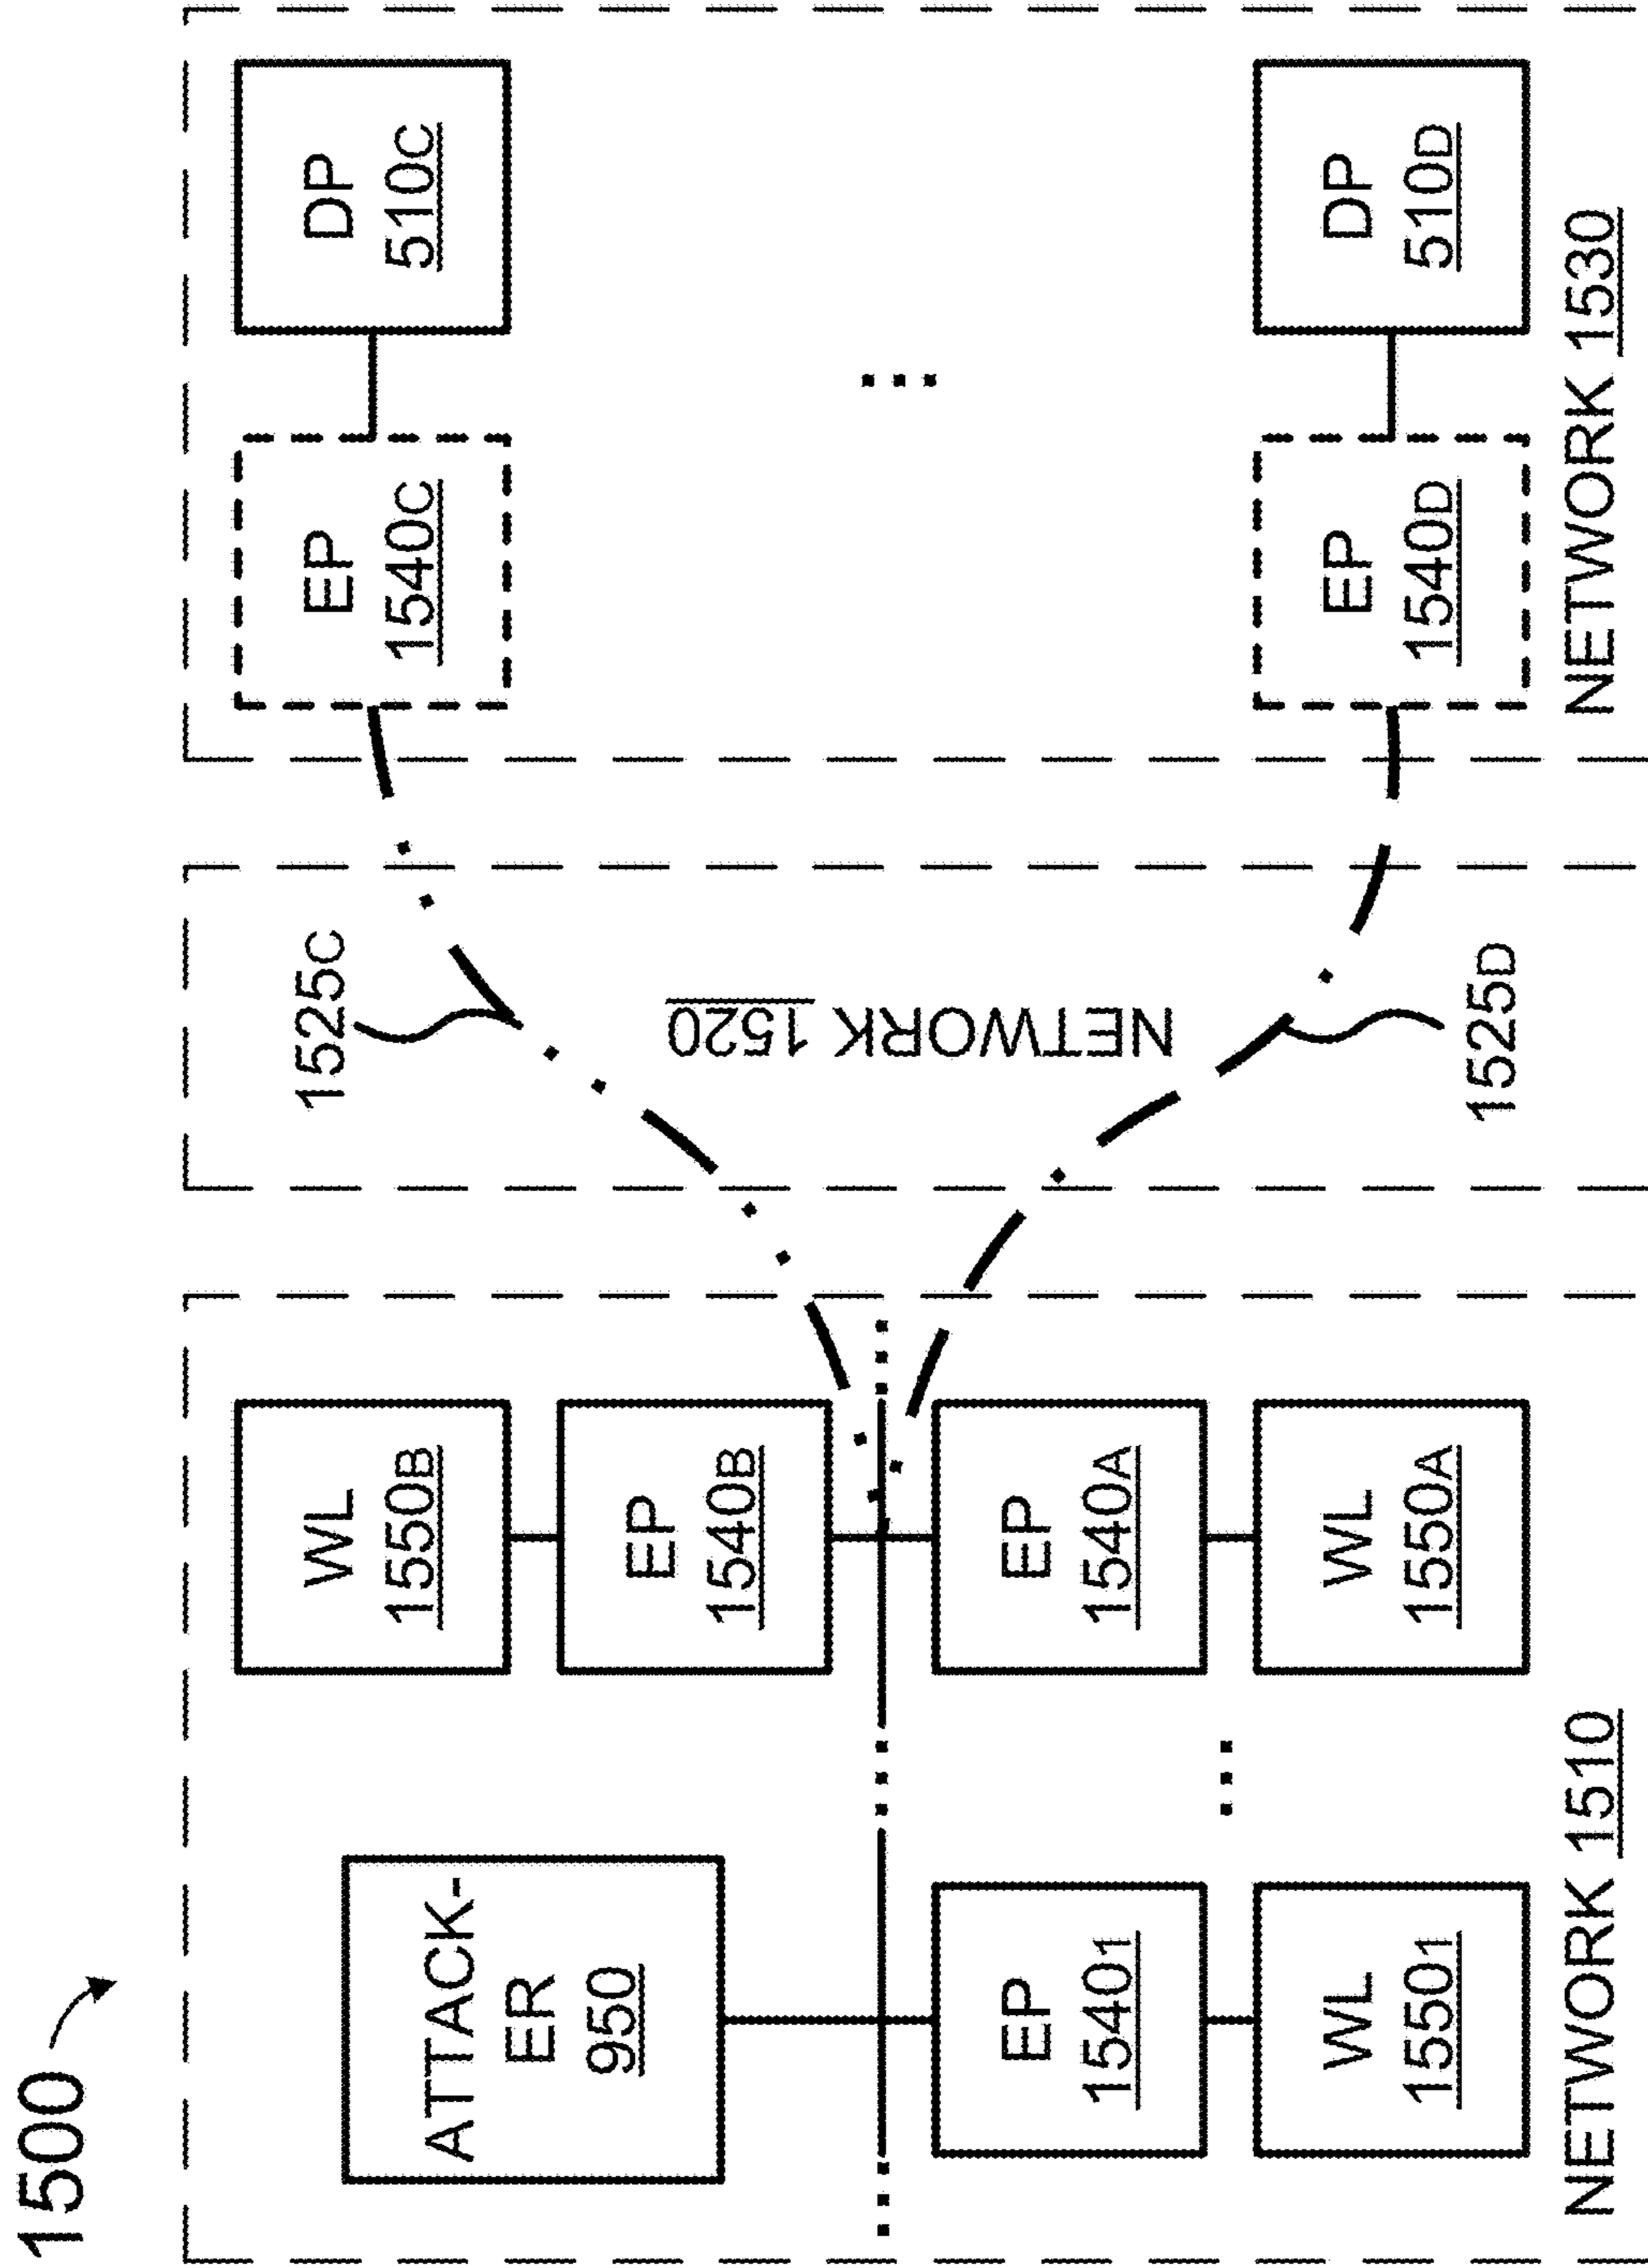 1500
ATTACK-
ER
950
WL
1550B
EP
1540B
EP
1540₁
EP
1540A
WL
1550₁
WL
1550A
NETWORK 1510
1525C
NETWORK 1520
1525D
EP
1540C
DP
510C
EP
1540D
DP
510D
NETWORK 1530